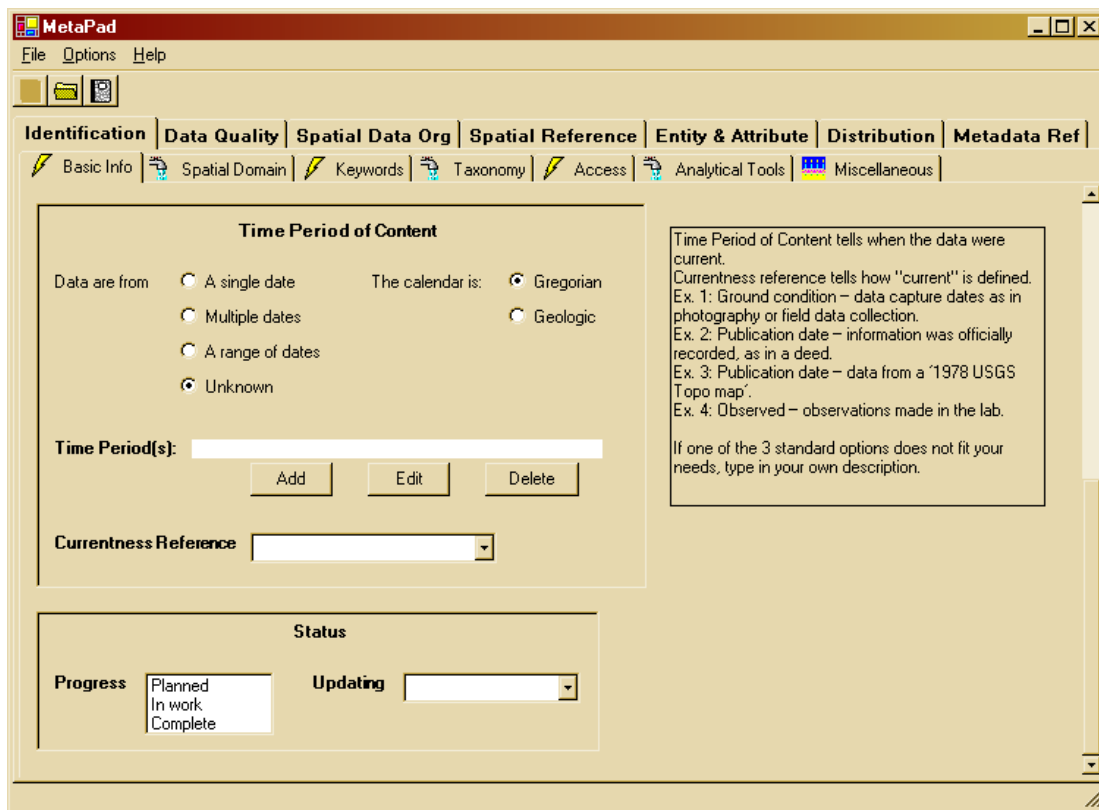 MetaPad
File Options Help
Identification Data Quality Spatial Data Org Spatial Reference Entity & Attribute Distribution Metadata Ref
Basic Info Spatial Domain Keywords Taxonomy Access Analytical Tools Miscellaneous
Time Period of Content
Data are from
A single date
Multiple dates
A range of dates
Unknown
The calendar is:
Gregorian
Geologic
Time Period(s):
Add Edit Delete
Currentness Reference
Time Period of Content tells when the data were
current.
Currentness reference tells how "current" is defined.
Ex. 1: Ground condition – data capture dates as in
photography or field data collection.
Ex. 2: Publication date – information was officially
recorded, as in a deed.
Ex. 3: Publication date – data from a ´1978 USGS
Topo map´.
Ex. 4: Observed – observations made in the lab.
If one of the 3 standard options does not fit your
needs, type in your own description.
Status
Progress
Planned
In work
Complete
Updating